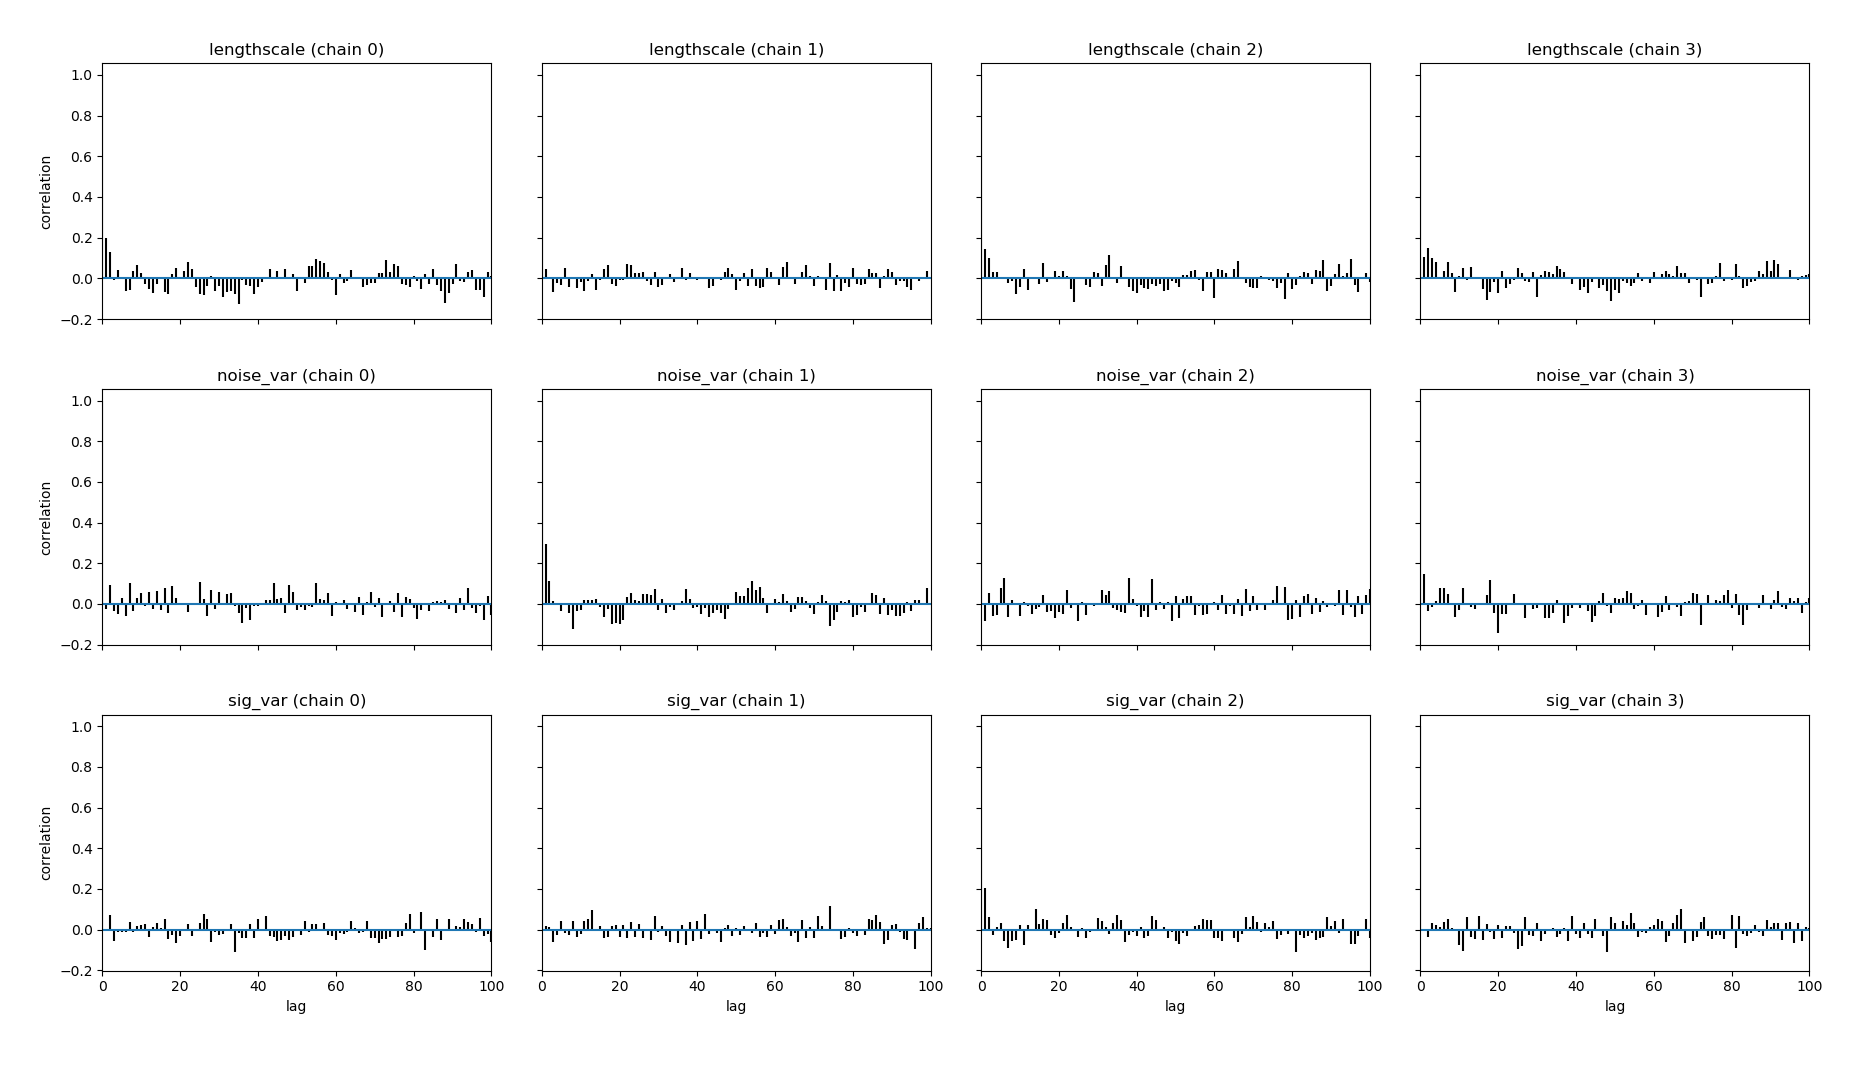 lengthscale (chain 0) lengthscale (chain 1) lengthscale (chain 2) lengthscale (chain 3)
1.0
0.8
0.6
correlation
0.4
0.2
0.0
−0.2
noise_var (chain 0) noise_var (chain 1) noise_var (chain 2) noise_var (chain 3)
1.0
0.8
0.6
correlation
0.4
0.2
0.0
−0.2
sig_var (chain 0) sig_var (chain 1) sig_var (chain 2) sig_var (chain 3)
1.0
0.8
0.6
correlation
0.4
0.2
0.0
−0.2
0 20 40 60 80 100 0 20 40 60 80 100 0 20 40 60 80 100 0 20 40 60 80 100
lag lag lag lag